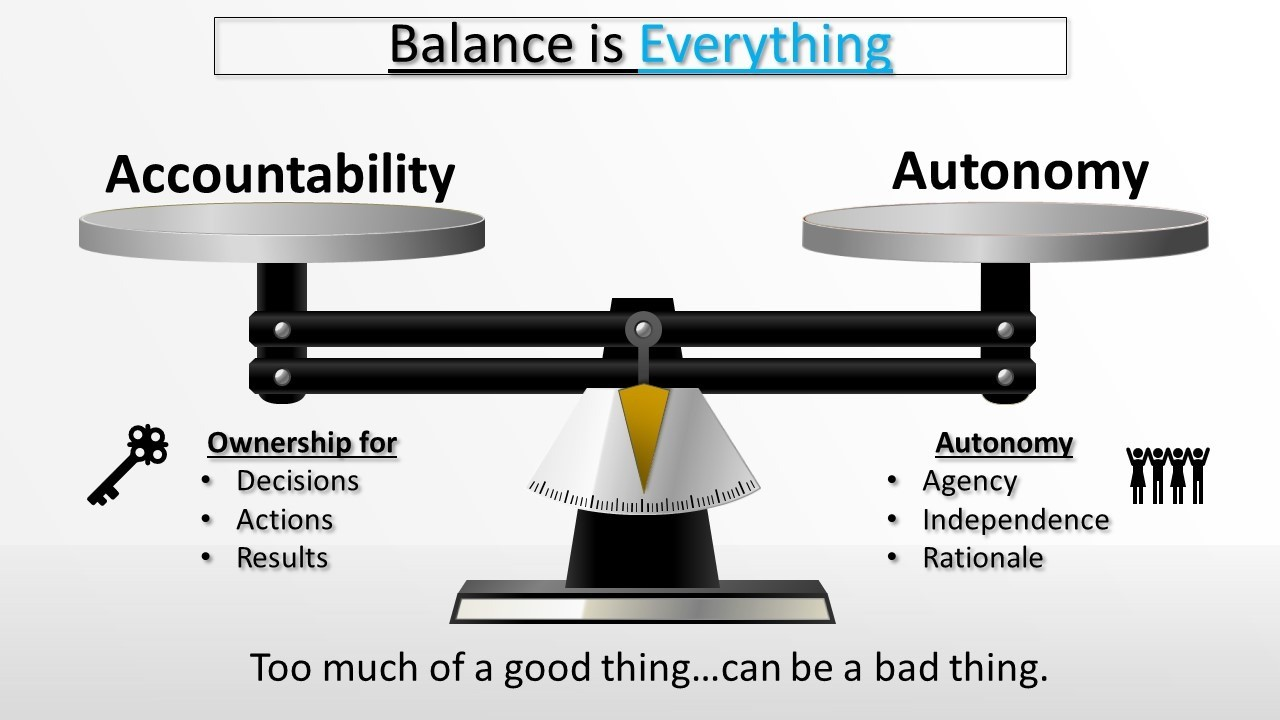 Balance is Everything
Accountability
Autonomy
Ownership for
• Decisions
• Actions
• Results
Autonomy
• Agency
• Independence
• Rationale
Too much of a good thing...can be a bad thing.